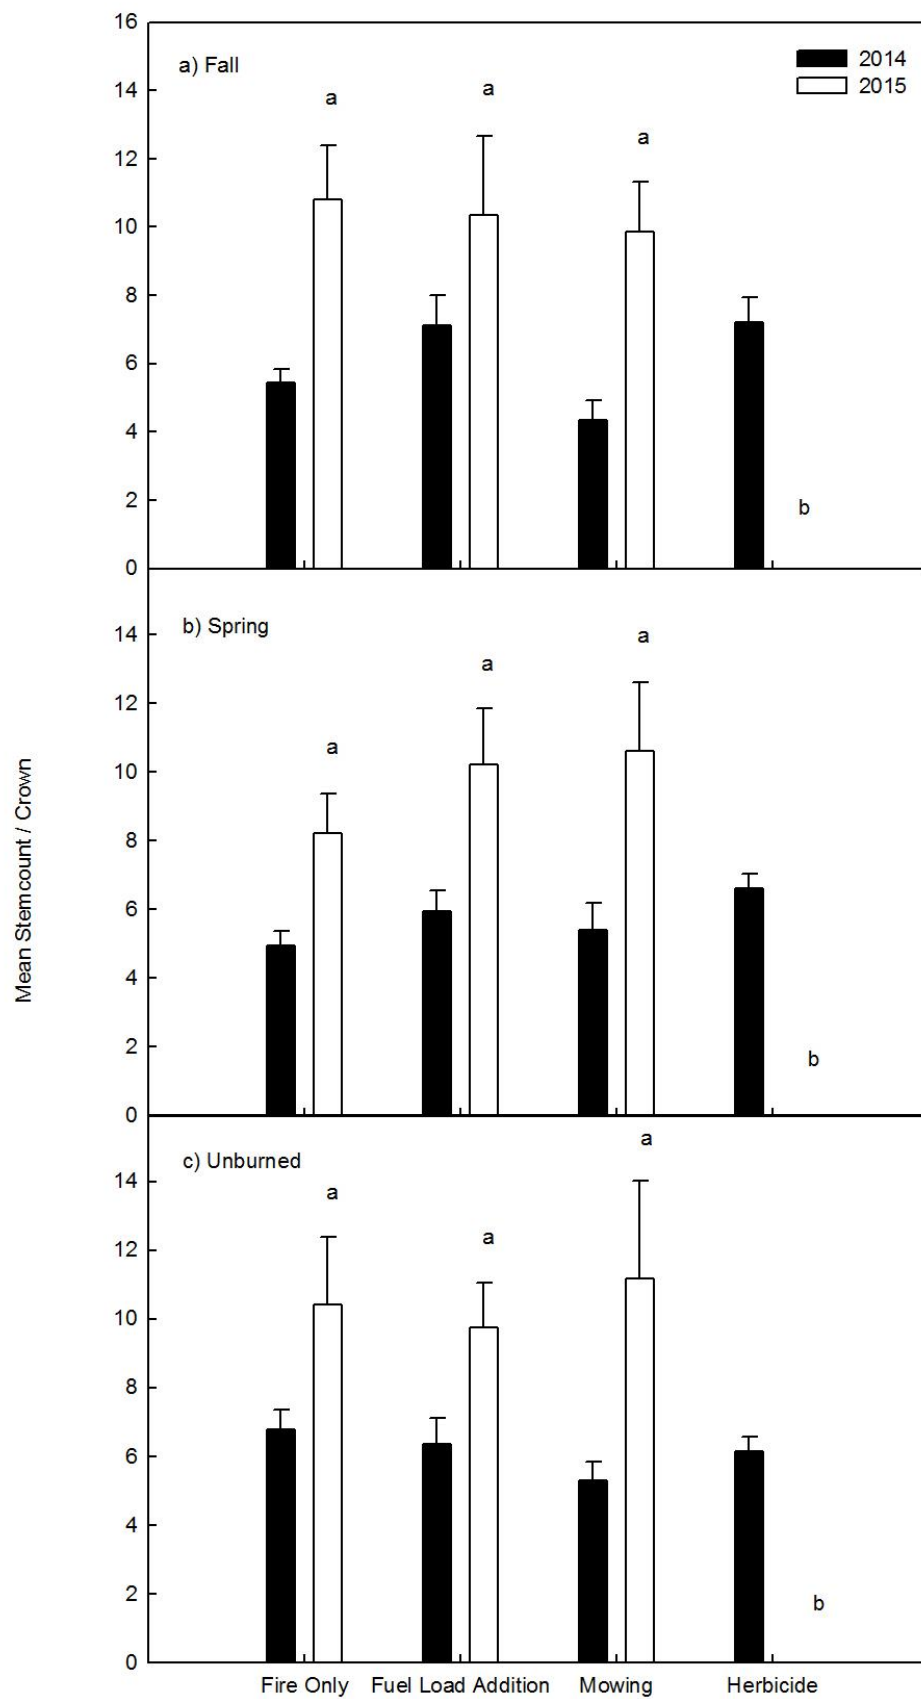 16
a) Fall
2014
2015
14
a
a
a
12
10
8
6
4
2
b
0
b) Spring
14
a
a
a
12
10
8
6
4
2
b
0
Mean Stemcount / Crown
c) Unburned
a
14
a
a
12
10
8
6
4
2
b
0
Fire Only Fuel Load Addition Mowing Herbicide